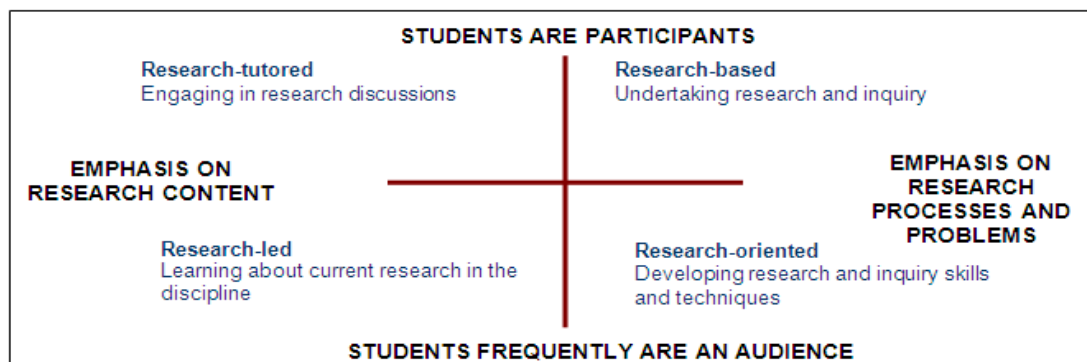 STUDENTS ARE PARTICIPANTS
Research-tutored
Engaging in research discussions
Research-based
Undertaking research and inquiry
EMPHASIS ON
RESEARCH CONTENT
EMPHASIS ON
RESEARCH
PROCESSES AND
PROBLEMS
Research-led
Learning about current research in the
discipline
Research-oriented
Developing research and inquiry skills
and techniques
STUDENTS FREQUENTLY ARE AN AUDIENCE